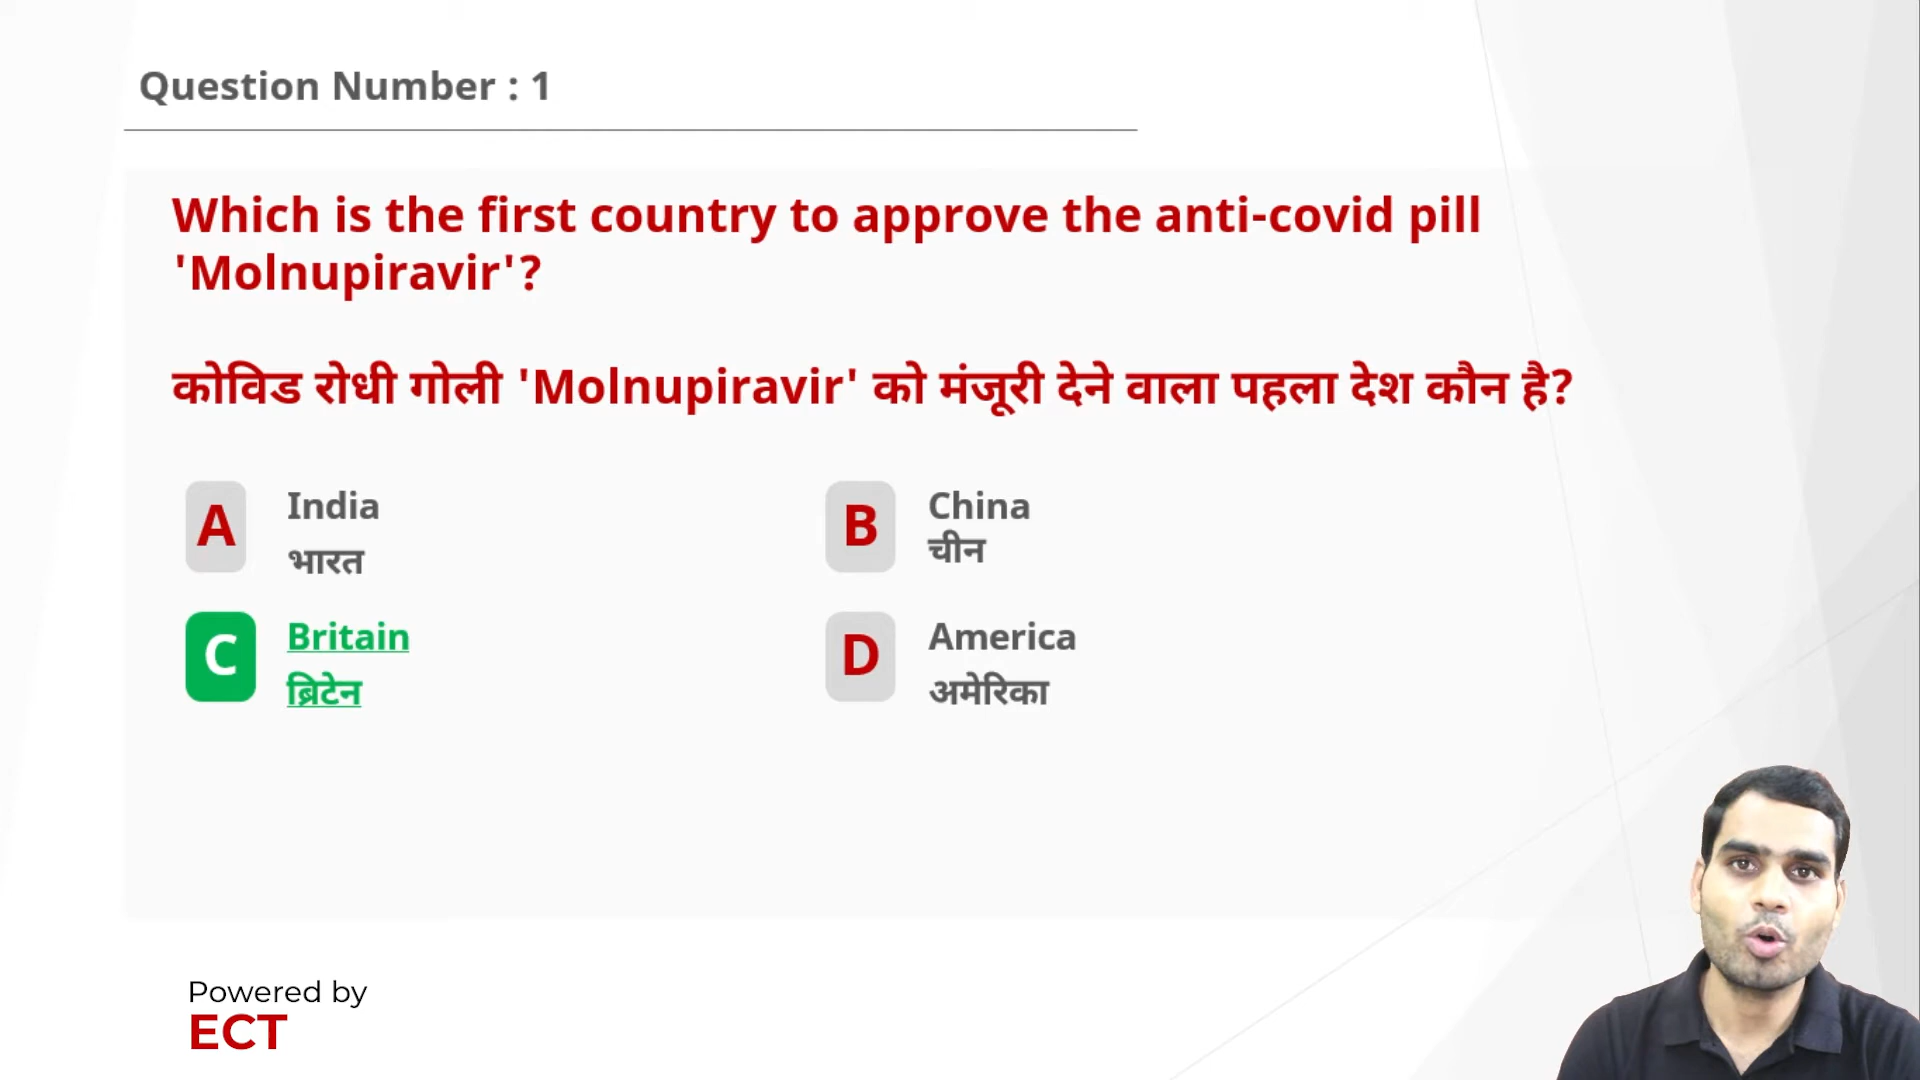 Question Number : 1
Which is the first country to approve the anti-covid pill
'Molnupiravir'?
कोविड रोधी गोली 'Molnupiravir' को मंजूरी देने वाला पहला देश कौन है?
A
India
भारत
B
China
चीन
C
Britain
ब्रिटेन
D
America
अमेरिका
Powered by
ECT